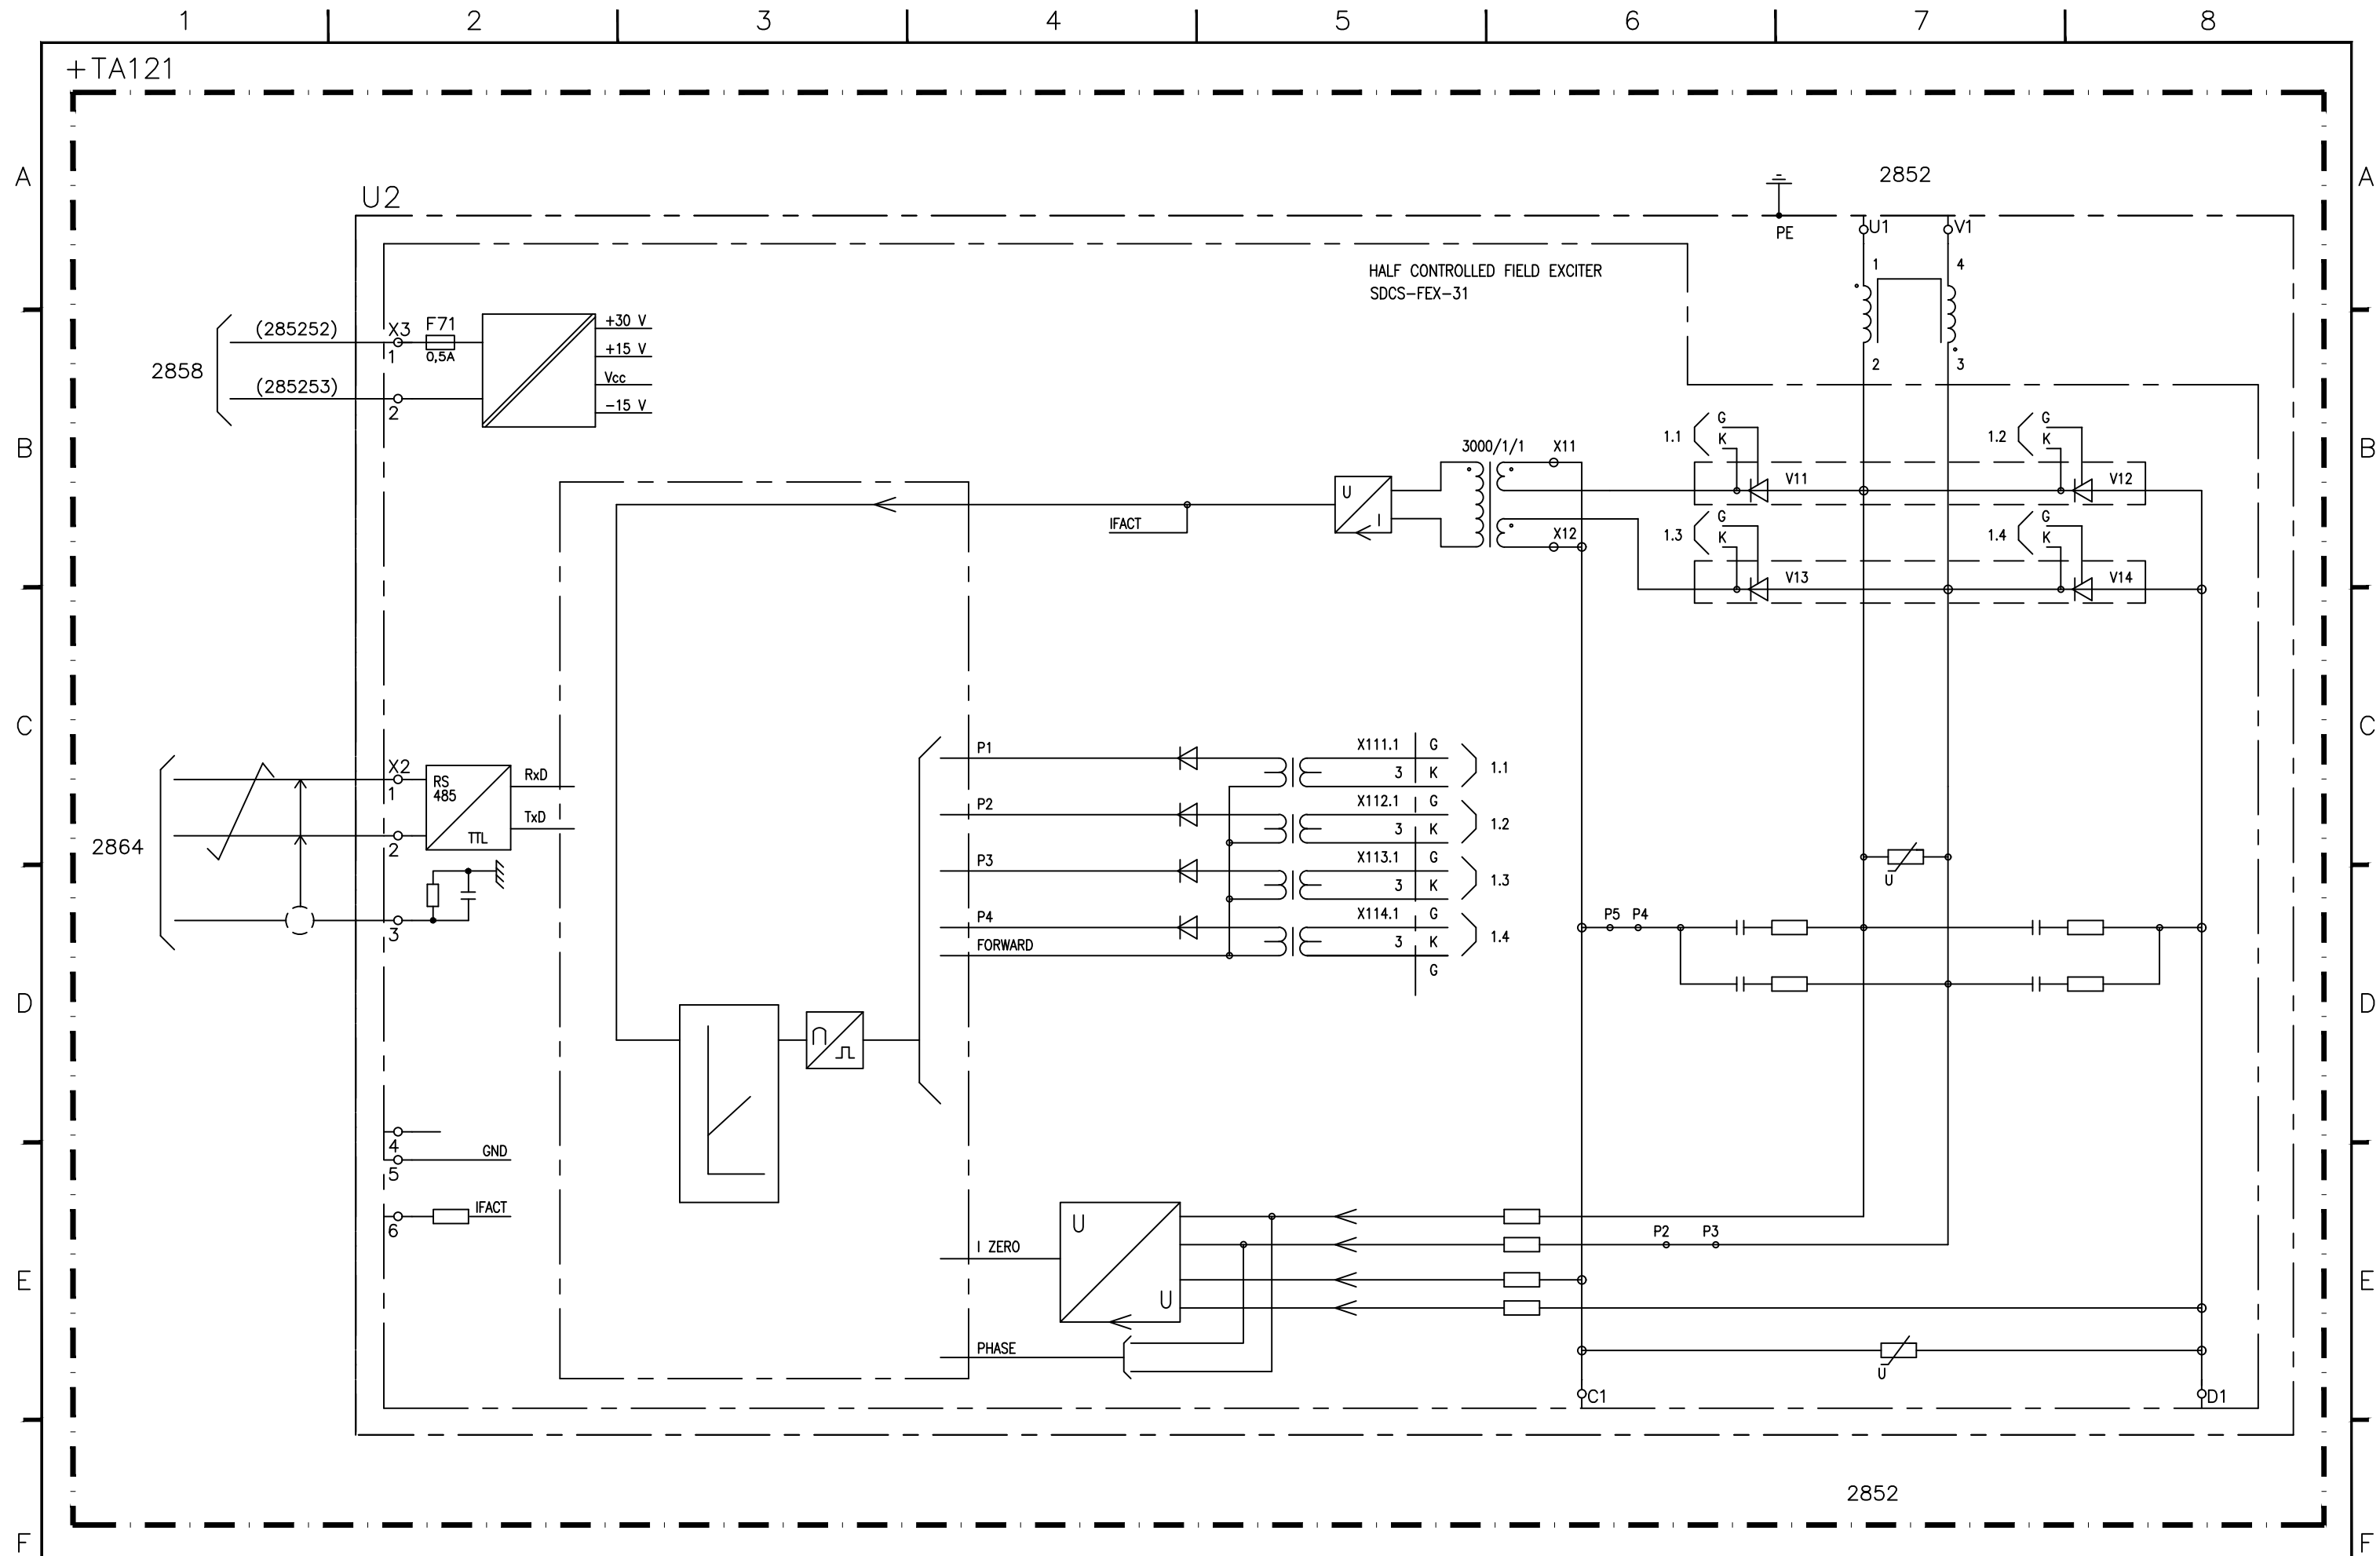 1 2 3 4 5 6 7 8
+TA121
A 2852 A
U2
U1 V1
PE
1 4
HALF CONTROLLED FIELD EXCITER
SDCS-FEX-31
(285252) X3 F71 +30 V
1 0,5A +15 V
2 3
2858
Vcc
(285253) -15 V
2
G G
1.1 K 1.2 K
B 3000/1/1 X11 B
V11 V12
U
I
IFACT
G G
X12 1.3 K 1.4 K
V13 V14
C C
P1 X111.1 G
X2 RS RxD 3 K 1.1
1 485
P2 X112.1 G
TxD
2864 2 TTL 3 K 1.2
P3 X113.1 G
3 K 1.3
U
P4 X114.1 G P5 P4
3 FORWARD 3 K 1.4
G
D D
4
GND
5
IFACT
6
U
I ZERO P2 P3
E U E
PHASE
U
C1 D1
2852
F F